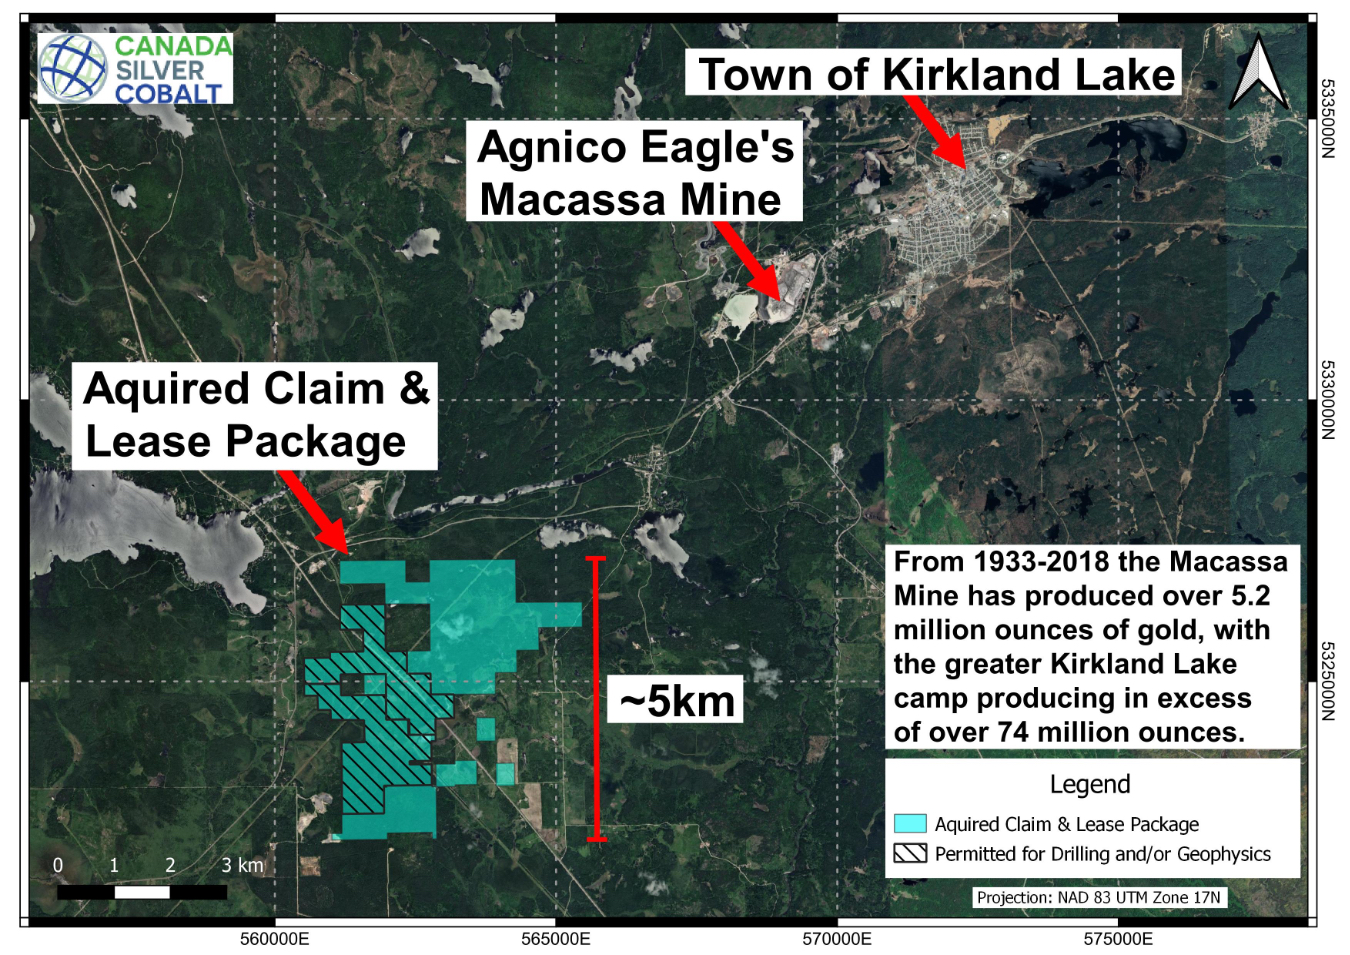 CANADA
SILVER
COBALT
Town of Kirkland Lake
Agnico Eagle's
Macassa Mine
Aquired Claim &
Lease Package
~5km
From 1933-2018 the Macassa
Mine has produced over 5.2
million ounces of gold, with
the greater Kirkland Lake
camp producing in excess
of over 74 million ounces.
Legend
Aquired Claim & Lease Package
Permitted for Drilling and/or Geophysics
Projection: NAD 83 UTM Zone 17N
0 1 2 3 km
5335000N
5330000N
5325000N
560000E 565000E 570000E 575000E